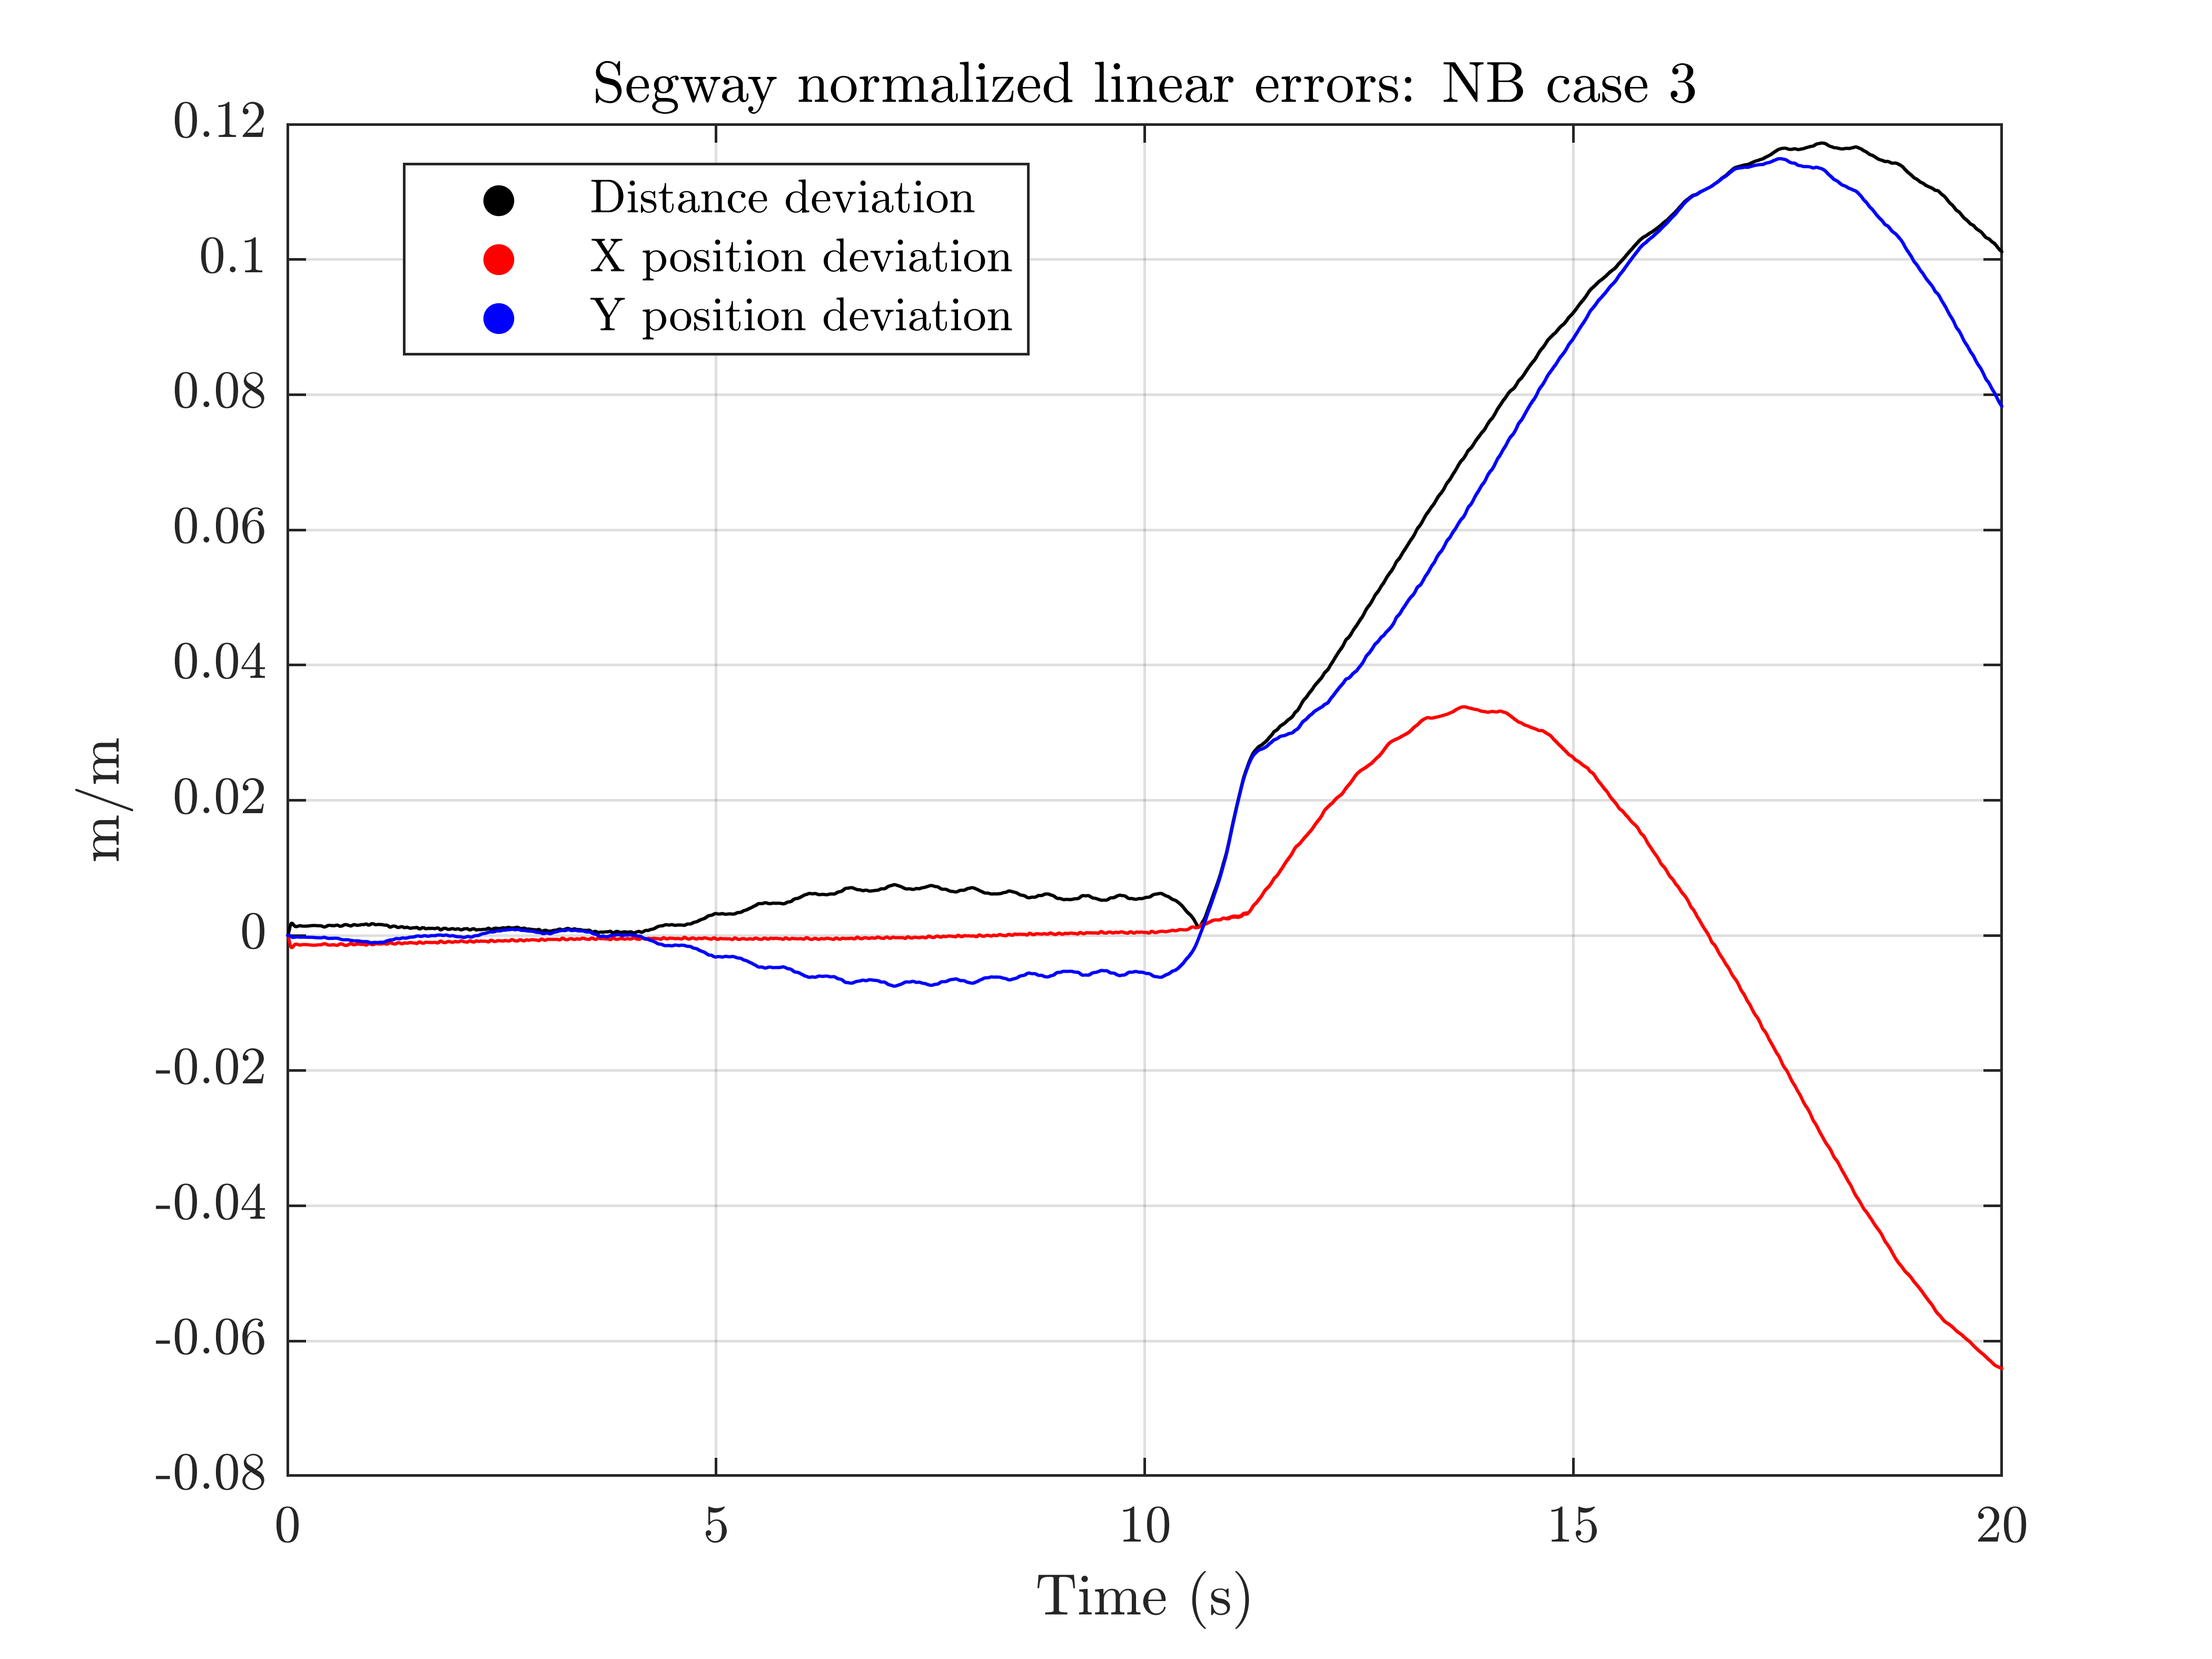 Segway normalized linear errors: NB case 3
0.12
0.1
0.08
0.06
0.04
0.02
0
-0.02
-0.04
-0.06
-0.08
m/m
Distance deviation
X position deviation
Y position deviation
0 5 10 15 20
Time (s)